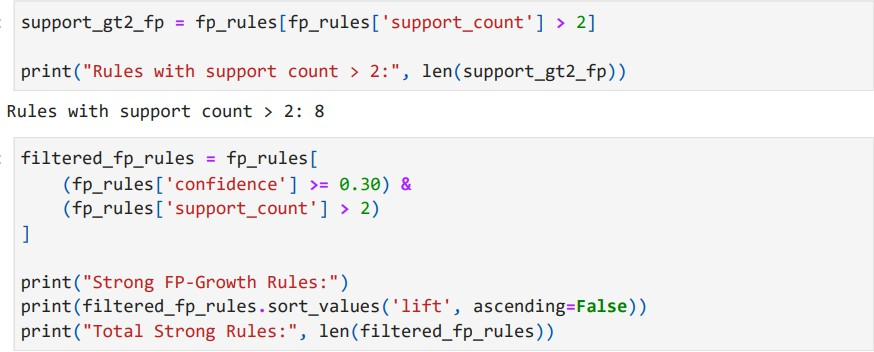 support_gt2_fp = fp_rules[fp_rules['support_count'] > 2]
print("Rules with support count > 2:", len(support_gt2_fp))
Rules with support count > 2: 8
filtered_fp_rules = fp_rules[
    (fp_rules['confidence'] >= 0.30) &
    (fp_rules['support_count'] > 2)
]
print("Strong FP-Growth Rules:")
print(filtered_fp_rules.sort_values('lift', ascending=False))
print("Total Strong Rules:", len(filtered_fp_rules))